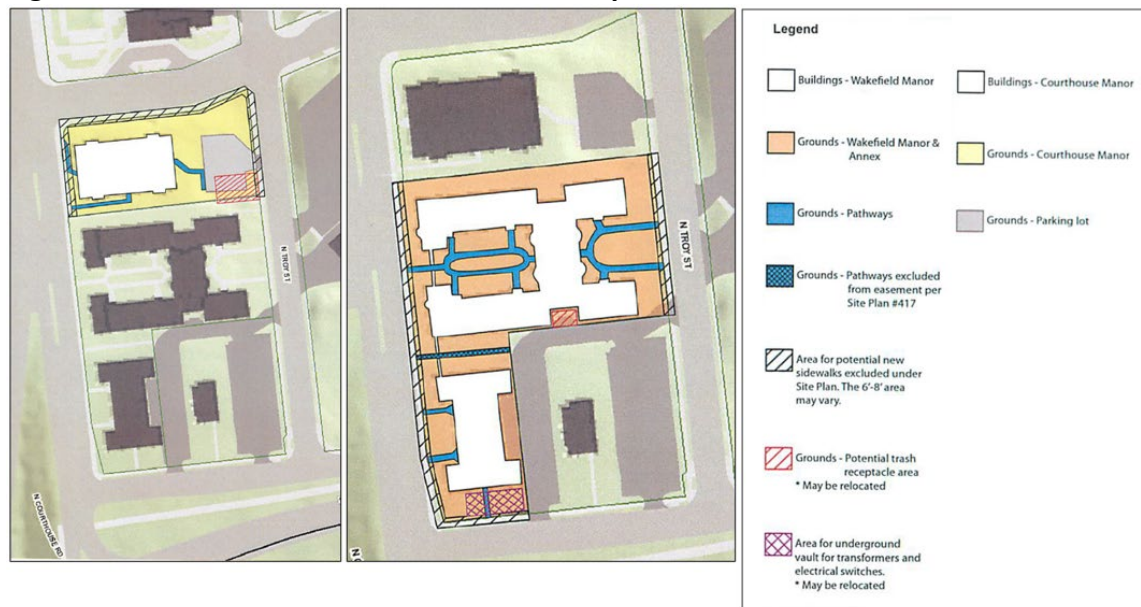 N TROY ST
N COURTHOUSE RD
N TROY ST
Legend
Buildings - Wakefield Manor
Buildings - Courthouse Manor
Grounds - Wakefield Manor &
Annex
Grounds - Courthouse Manor
Grounds - Pathways
Grounds - Parking lot
Grounds - Pathways excluded
from easement per
Site Plan #417
Area for potential new
sidewalks excluded under
Site Plan. The 6'-8' area
may vary.
Grounds - Potential trash
receptacle area
* May be relocated
Area for underground
vault for transformers and
electrical switches.
* May be relocated